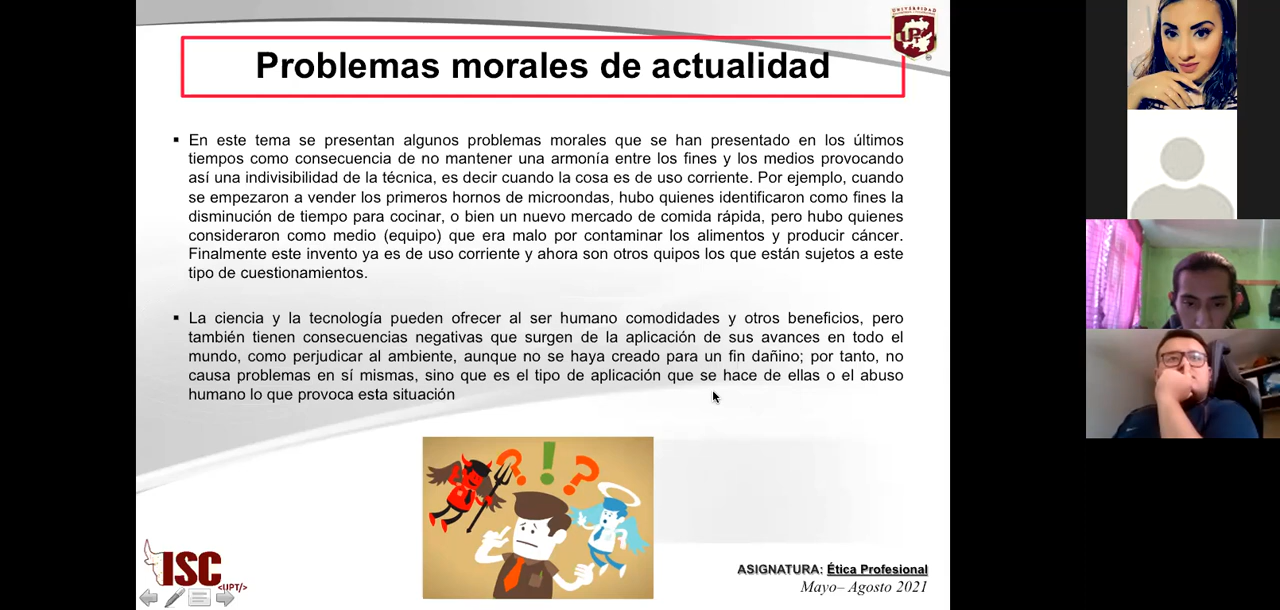 UNIVERSIDAD
UPT
Problemas morales de actualidad
▪ En este tema se presentan algunos problemas morales que se han presentado en los últimos
tiempos como consecuencia de no mantener una armonía entre los fines y los medios provocando
así una indivisibilidad de la técnica, es decir cuando la cosa es de uso corriente. Por ejemplo, cuando
se empezaron a vender los primeros hornos de microondas, hubo quienes identificaron como fines la
disminución de tiempo para cocinar, o bien un nuevo mercado de comida rápida, pero hubo quienes
consideraron como medio (equipo) que era malo por contaminar los alimentos y producir cáncer.
Finalmente este invento ya es de uso corriente y ahora son otros quipos los que están sujetos a este
tipo de cuestionamientos.
▪ La ciencia y la tecnología pueden ofrecer al ser humano comodidades y otros beneficios, pero
también tienen consecuencias negativas que surgen de la aplicación de sus avances en todo el
mundo, como perjudicar al ambiente, aunque no se haya creado para un fin dañino; por tanto, no
causa problemas en sí mismas, sino que es el tipo de aplicación que se hace de ellas o el abuso
humano lo que provoca esta situación
? ! ?
ISC
<UPT/>
ASIGNATURA: Ética Profesional
Mayo– Agosto 2021